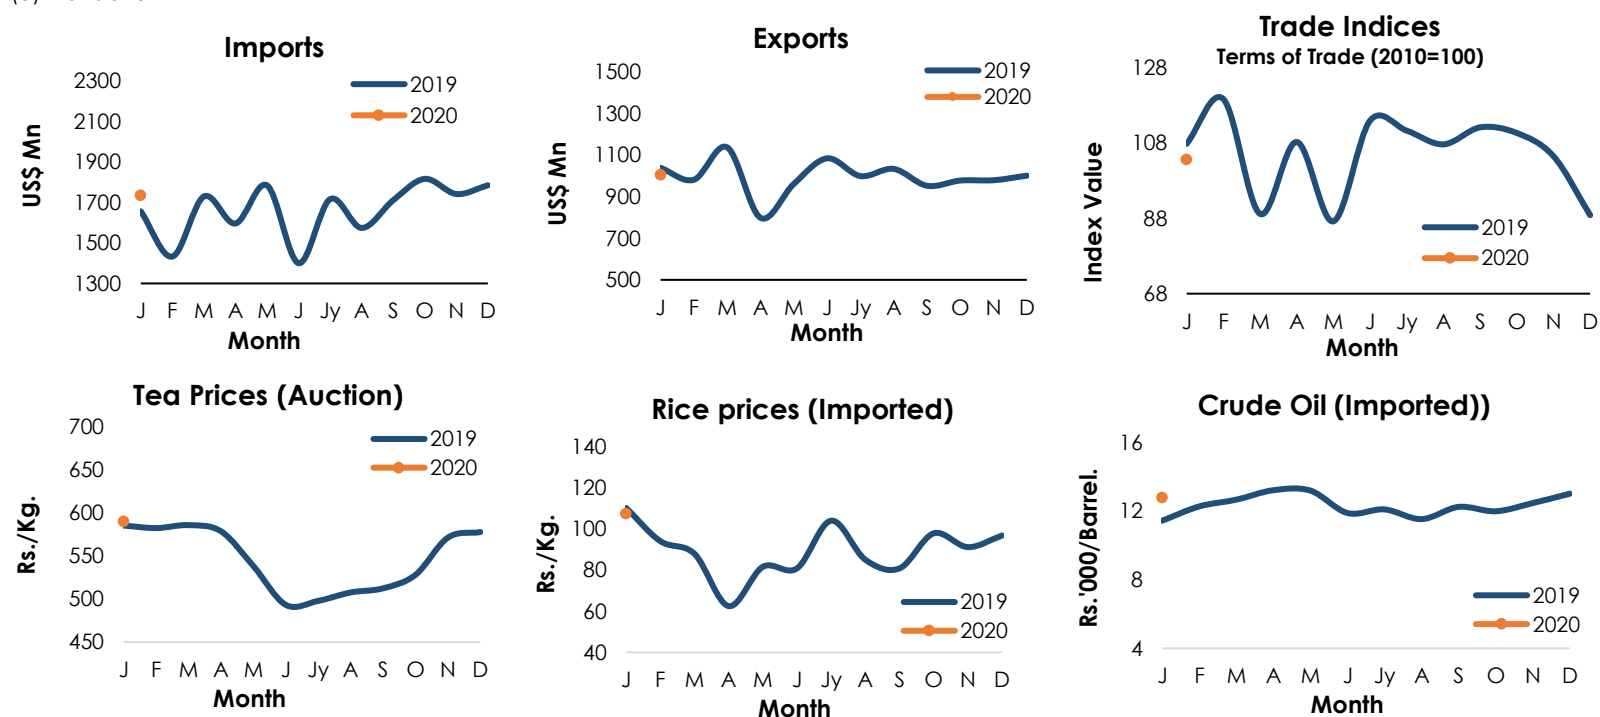 Imports
US$ Mn
2300
2100
1900
1700
1500
1300
2019
2020
J F M A M J Jy A S O N D
Month
Exports
US$ Mn
1500
1300
1100
900
700
500
2019
2020
J F M A M J Jy A S O N D
Month
Trade Indices
Terms of Trade (2010=100)
Index Value
128
108
88
68
2019
2020
J F M A M J Jy A S O N D
Month
Tea Prices (Auction)
Rs./Kg.
700
650
600
550
500
450
2019
2020
J F M A M J Jy A S O N D
Month
Rice prices (Imported)
Rs./Kg.
140
120
100
80
60
40
2019
2020
J F M A M J Jy A S O N D
Month
Crude Oil (Imported))
Rs.'000/Barrel.
16
12
8
4
2019
2020
J F M A M J Jy A S O N D
Month